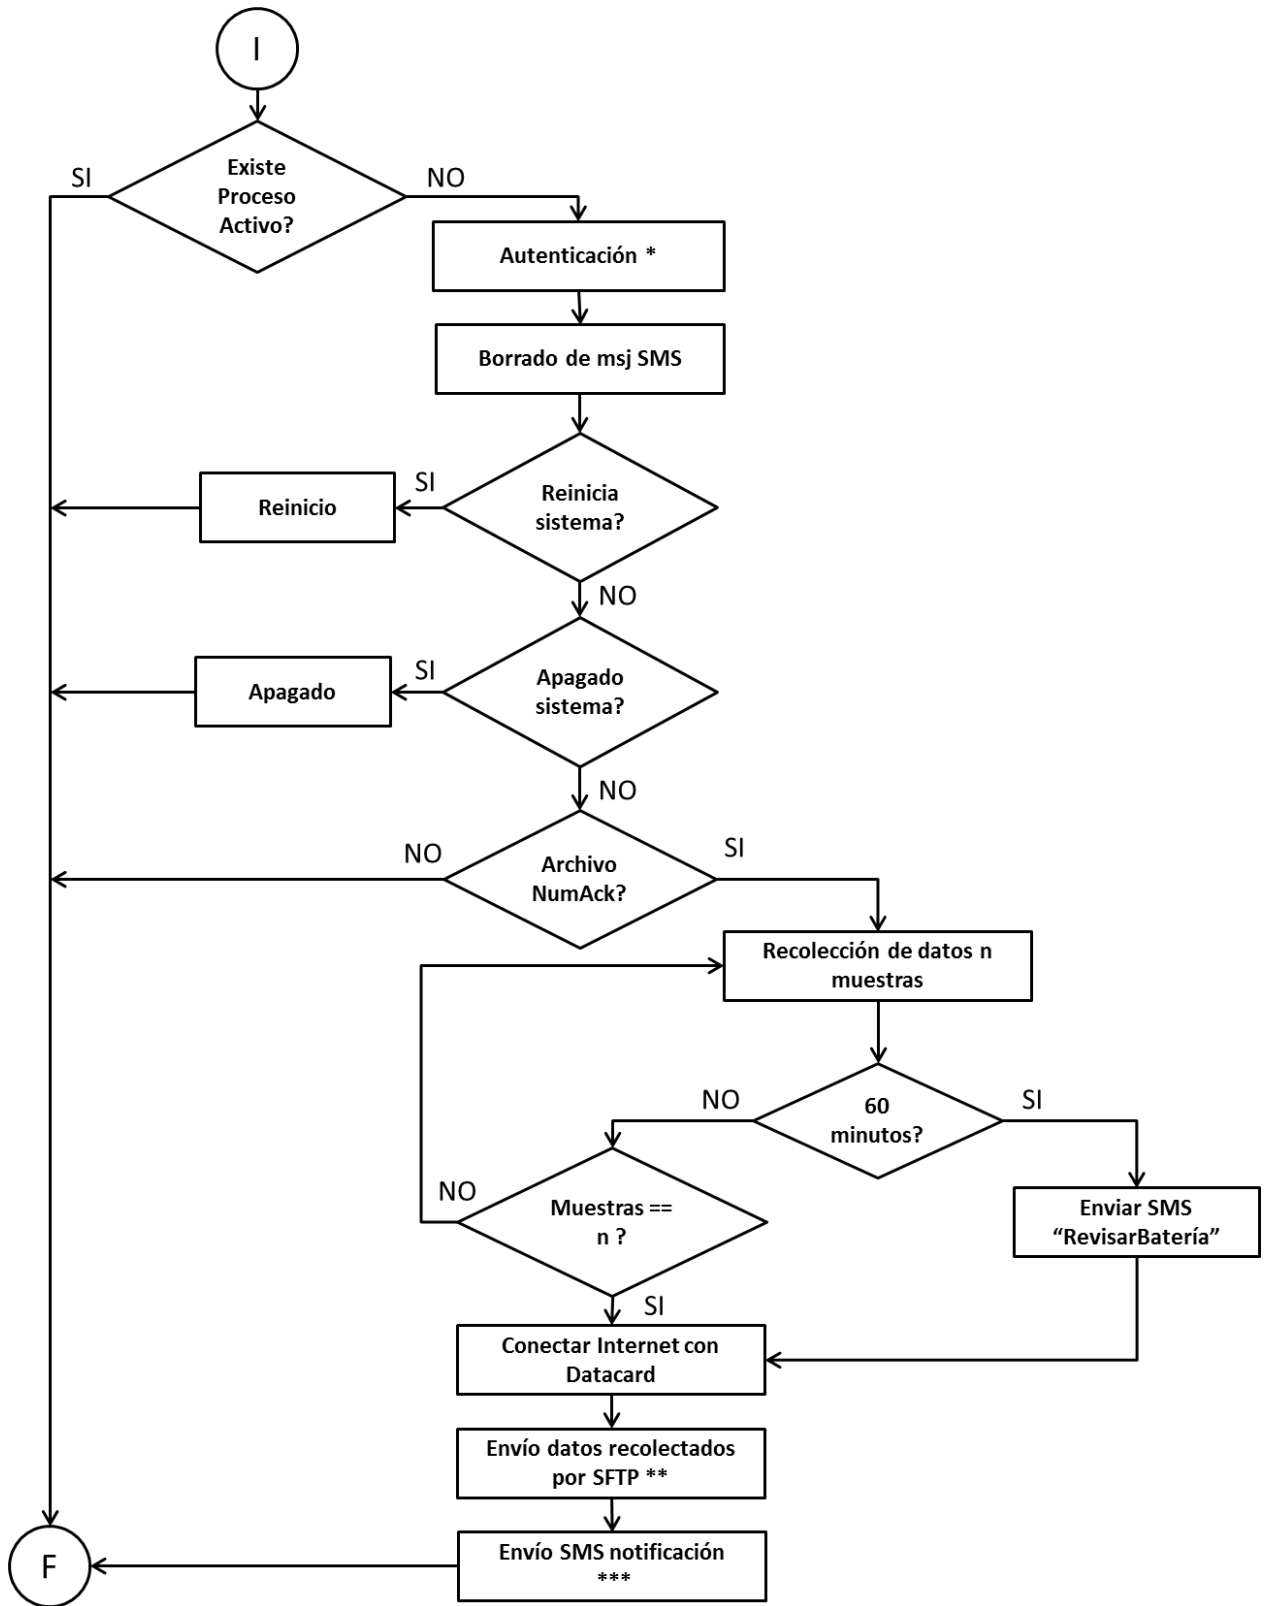 I
Existe
Proceso
Activo?
SI
NO
Autenticación *
Borrado de msj SMS
Reinicia
sistema?
SI
Reinicio
NO
Apagado
sistema?
SI
Apagado
NO
Archivo
NumAck?
NO
SI
Recolección de datos n
muestras
60
minutos?
NO
SI
Muestras ==
n ?
NO
Enviar SMS
“RevisarBatería”
SI
Conectar Internet con
Datacard
Envío datos recolectados
por SFTP **
Envío SMS notificación
***
F